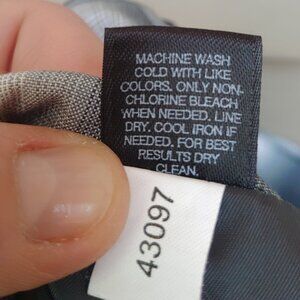 MACHINE WASH
COLD WITH LIKE
COLORS. ONLY NON-
CHLORINE BLEACH
WHEN NEEDED. LINE
DRY. COOL IRON IF
NEEDED. FOR BEST
RESULTS DRY
CLEAN.
43097